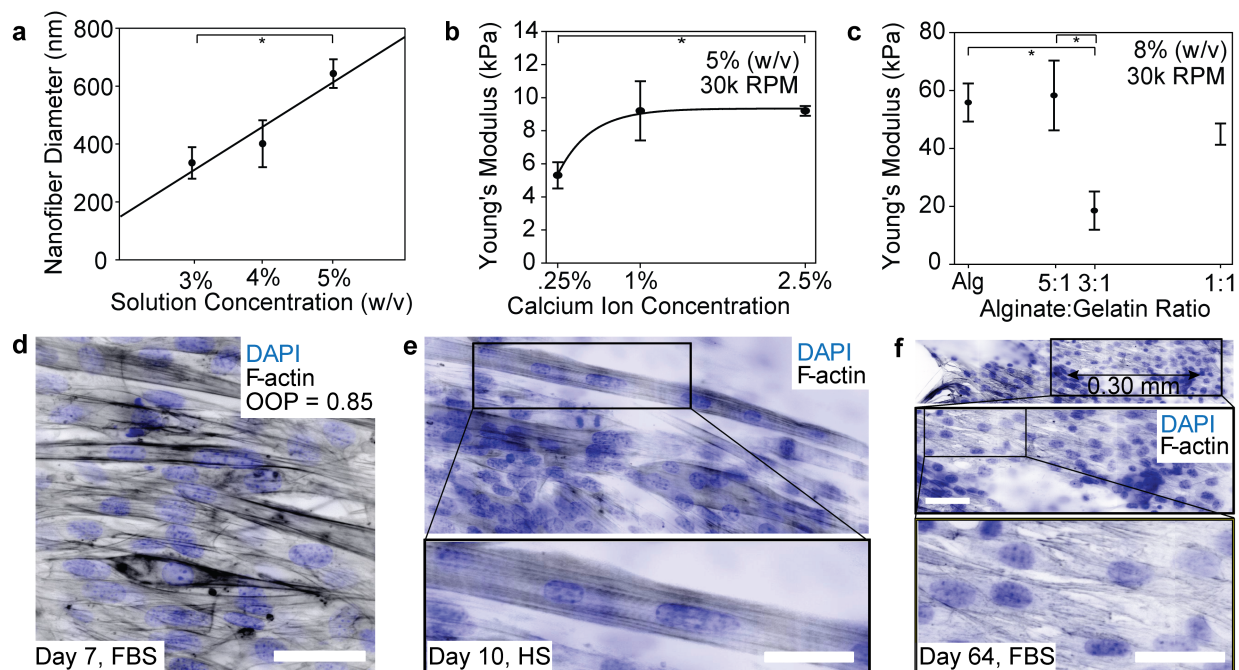 a
Nanofiber Diameter (nm)
800
600
400
200
0
*
3%
4%
5%
Solution Concentration (w/v)
b
Young's Modulus (kPa)
14
12
10
8
6
4
2
0
*
5% (w/v)
30k RPM
.25%
1%
2.5%
Calcium Ion Concentration
c
Young's Modulus (kPa)
80
60
40
20
0
*
*
8% (w/v)
30k RPM
Alg
5:1
3:1
1:1
Alginate:Gelatin Ratio
d
DAPI
F-actin
OOP = 0.85
Day 7, FBS
e
DAPI
F-actin
Day 10, HS
f
0.30 mm
DAPI
F-actin
Day 64, FBS